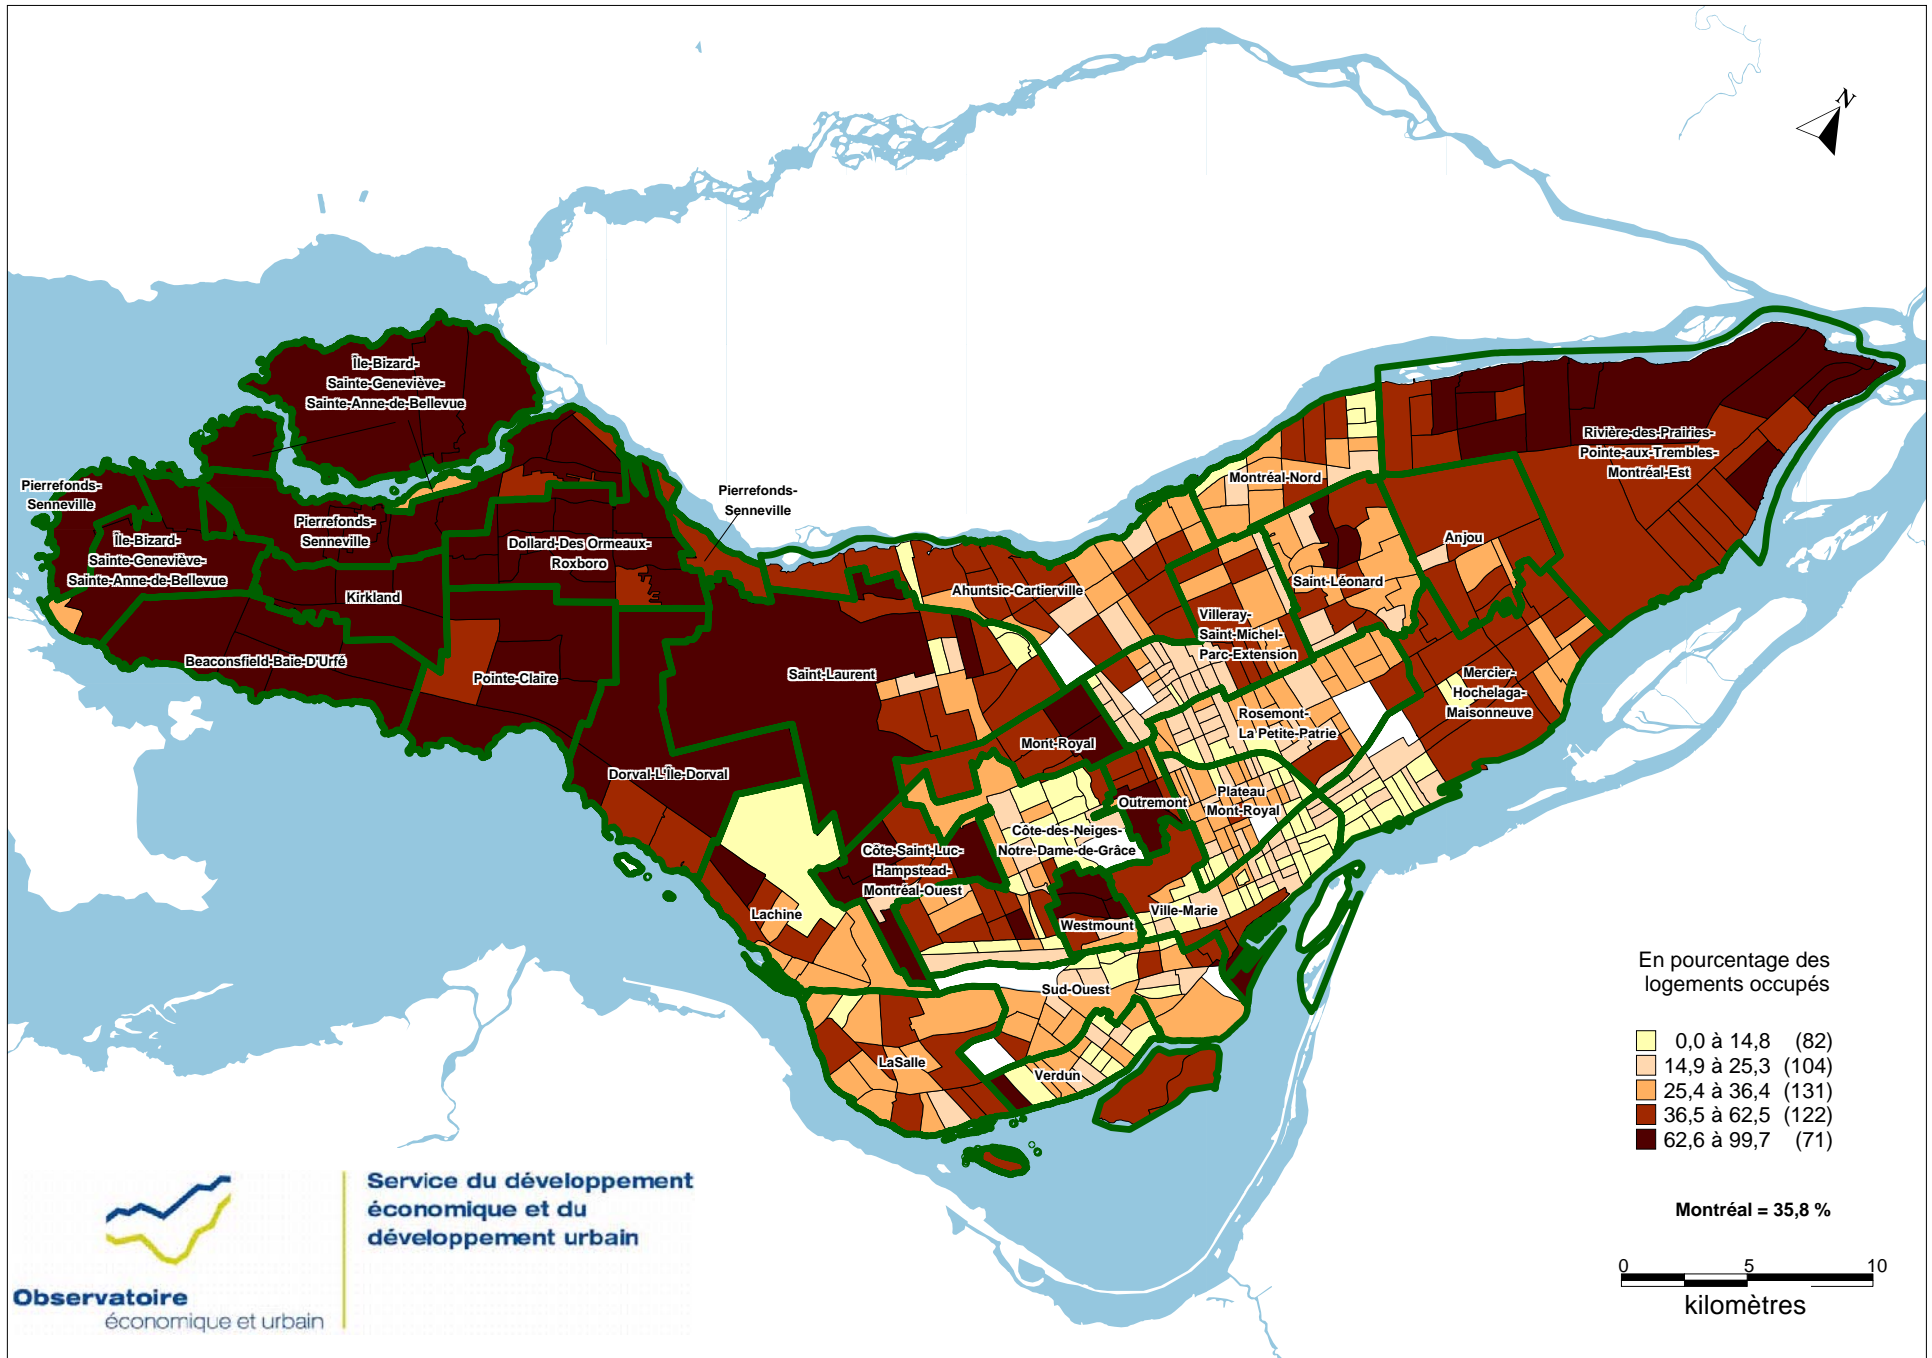 N
Île-Bizard-
Sainte-Geneviève-
Sainte-Anne-de-Bellevue
Rivière-des-Prairies-
Pointe-aux-Trembles-
Montréal-Est
Pierrefonds-
Senneville
Montréal-Nord
Pierrefonds-
Senneville
Pierrefonds-
Senneville
Île-Bizard-
Sainte-Geneviève-
Sainte-Anne-de-Bellevue
Dollard-Des Ormeaux-
Roxboro
Anjou
Saint-Léonard
Ahuntsic-Cartierville
Kirkland
Villeray-
Saint-Michel-
Parc-Extension
Beaconsfield-Baie-D'Urfé
Pointe-Claire
Saint-Laurent
Mercier-
Hochelaga-
Maisonneuve
Rosemont-
La Petite-Patrie
Mont-Royal
Dorval-L'Île-Dorval
Outremont
Plateau
Mont-Royal
Côte-des-Neiges-
Notre-Dame-de-Grâce
Côte-Saint-Luc-
Hampstead-
Montréal-Ouest
Lachine
Westmount
Ville-Marie
Sud-Ouest
LaSalle
Verdun
En pourcentage des
logements occupés
0,0 à 14,8 (82)
14,9 à 25,3 (104)
25,4 à 36,4 (131)
36,5 à 62,5 (122)
62,6 à 99,7 (71)
Montréal = 35,8 %
0 5 10
kilomètres
Service du développement
économique et du
développement urbain
Observatoire
économique et urbain